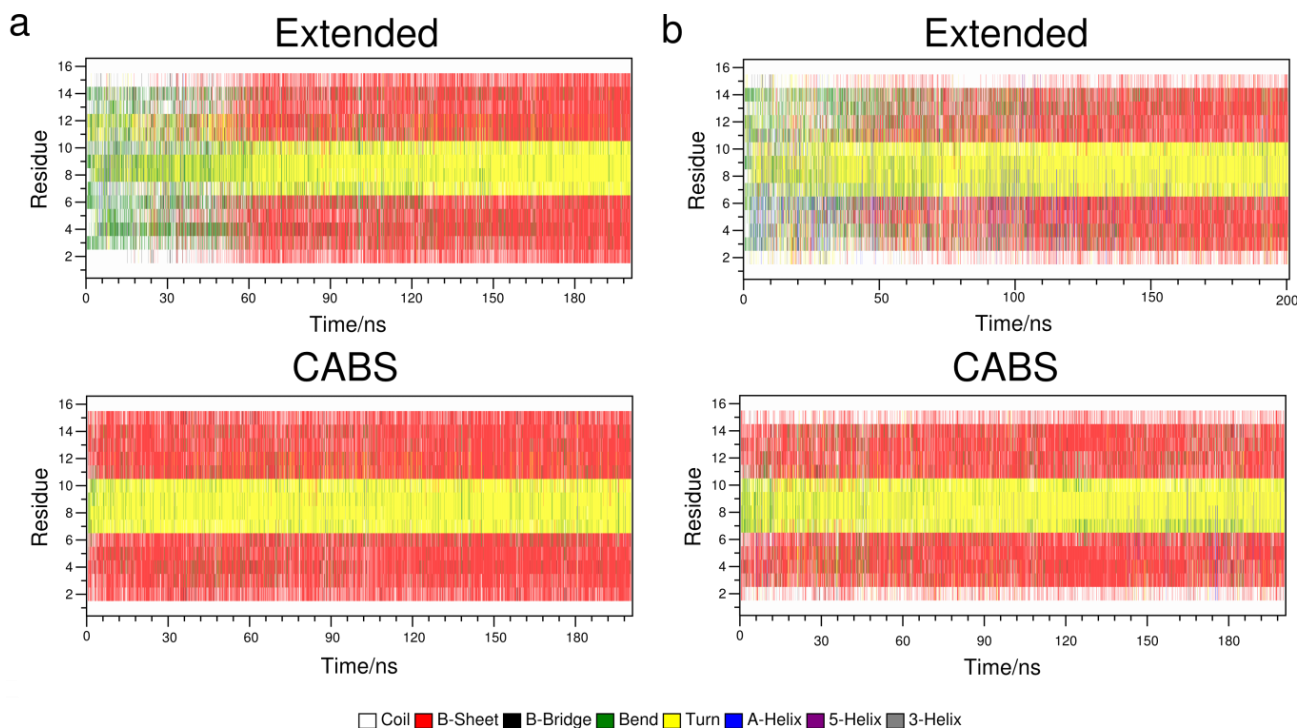 a
Extended
16
14
12
10
8
6
4
2
Residue
0 30 60 90 120 150 180
Time/ns
b
Extended
16
14
12
10
8
6
4
2
Residue
0 50 100 150 200
Time/ns
CABS
16
14
12
10
8
6
4
2
Residue
0 30 60 90 120 150 180
Time/ns
CABS
16
14
12
10
8
6
4
2
Residue
0 30 60 90 120 150 180
Time/ns
Coil B-Sheet B-Bridge Bend Turn A-Helix 5-Helix 3-Helix